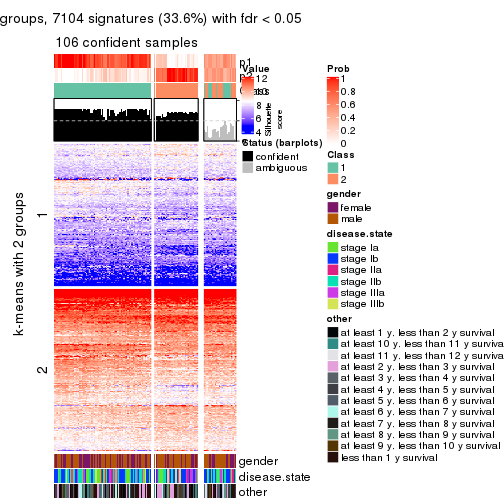 groups, 7104 signatures (33.6%) with fdr < 0.05
106 confident samples
p1
Value
12
8
6
4
Silhouette
score
Prob
1
0.8
0.6
0.4
0.2
0
Status (barplots)
confident
ambiguous
Class
1
2
gender
female
male
disease.state
stage Ia
stage Ib
stage IIa
stage IIb
stage IIIa
stage IIIb
other
at least 1 y. less than 2 y survival
at least 10 y. less than 11 y survival
at least 11 y. less than 12 y surviva
at least 2 y. less than 3 y survival
at least 3 y. less than 4 y survival
at least 4 y. less than 5 y survival
at least 5 y. less than 6 y survival
at least 6 y. less than 7 y survival
at least 7 y. less than 8 y survival
at least 8 y. less than 9 y survival
at least 9 y. less than 10 y survival
less than 1 y survival
k-means with 2 groups
1
2
gender
disease.state
other